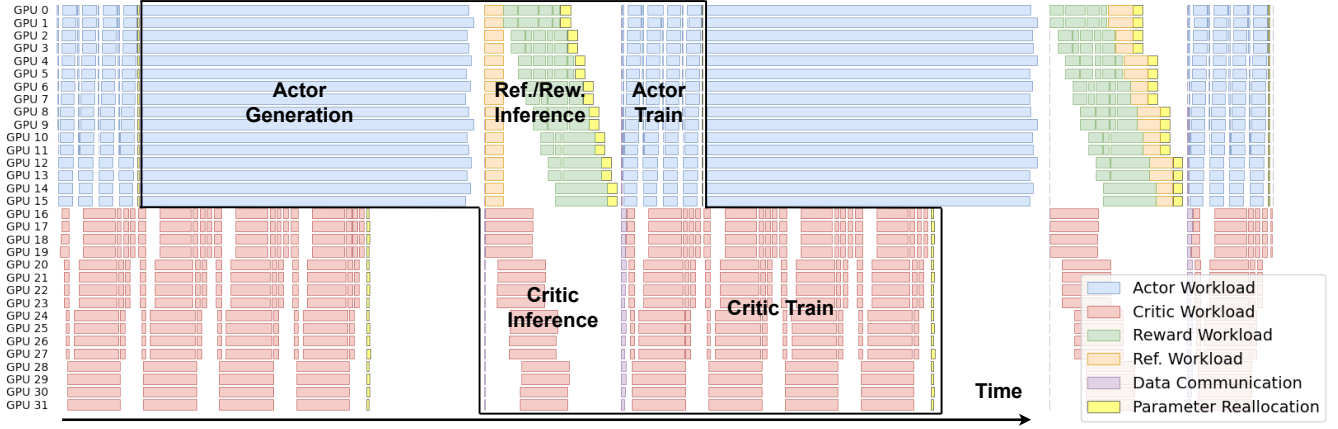 GPU 0
GPU 1
GPU 2
GPU 3
GPU 4
GPU 5
GPU 6
GPU 7
GPU 8
GPU 9
GPU 10
GPU 11
GPU 12
GPU 13
GPU 14
GPU 15
GPU 16
GPU 17
GPU 18
GPU 19
GPU 20
GPU 21
GPU 22
GPU 23
GPU 24
GPU 25
GPU 26
GPU 27
GPU 28
GPU 29
GPU 30
GPU 31
Actor
Generation
Ref./Rew.
Inference
Actor
Train
Critic
Inference
Critic Train
Time
Actor Workload
Critic Workload
Reward Workload
Ref. Workload
Data Communication
Parameter Reallocation